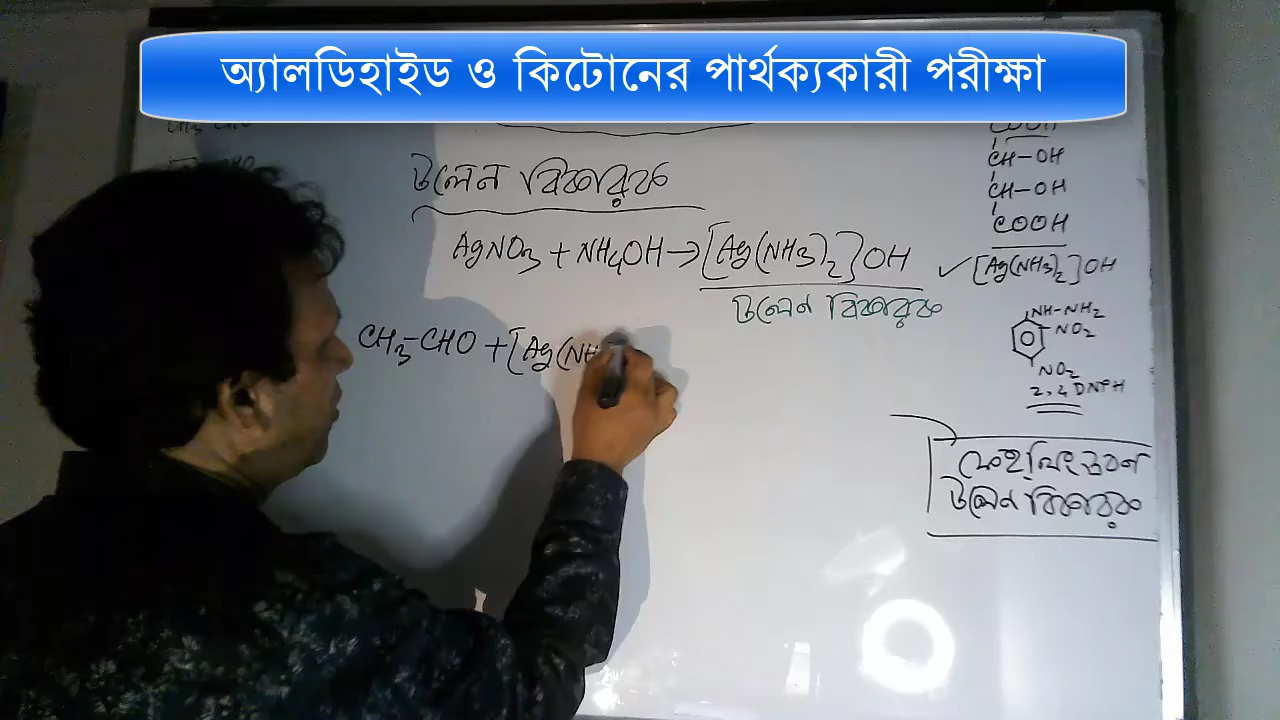 অ্যালডিহাইড ও কিটোনের পার্থক্যকারী পরীক্ষা
টলেন বিকারক
AgNO3 + NH4OH → [Ag(NH3)2]OH
টলেন বিকারক
CH3-CHO + [Ag(NH
COOH
CH-OH
CH-OH
COOH
✓ [Ag(NH3)2]OH
NH-NH2
NO2
NO2
2,4 DNPH
ফেহলিং দ্রবণ
টলেন বিকারক